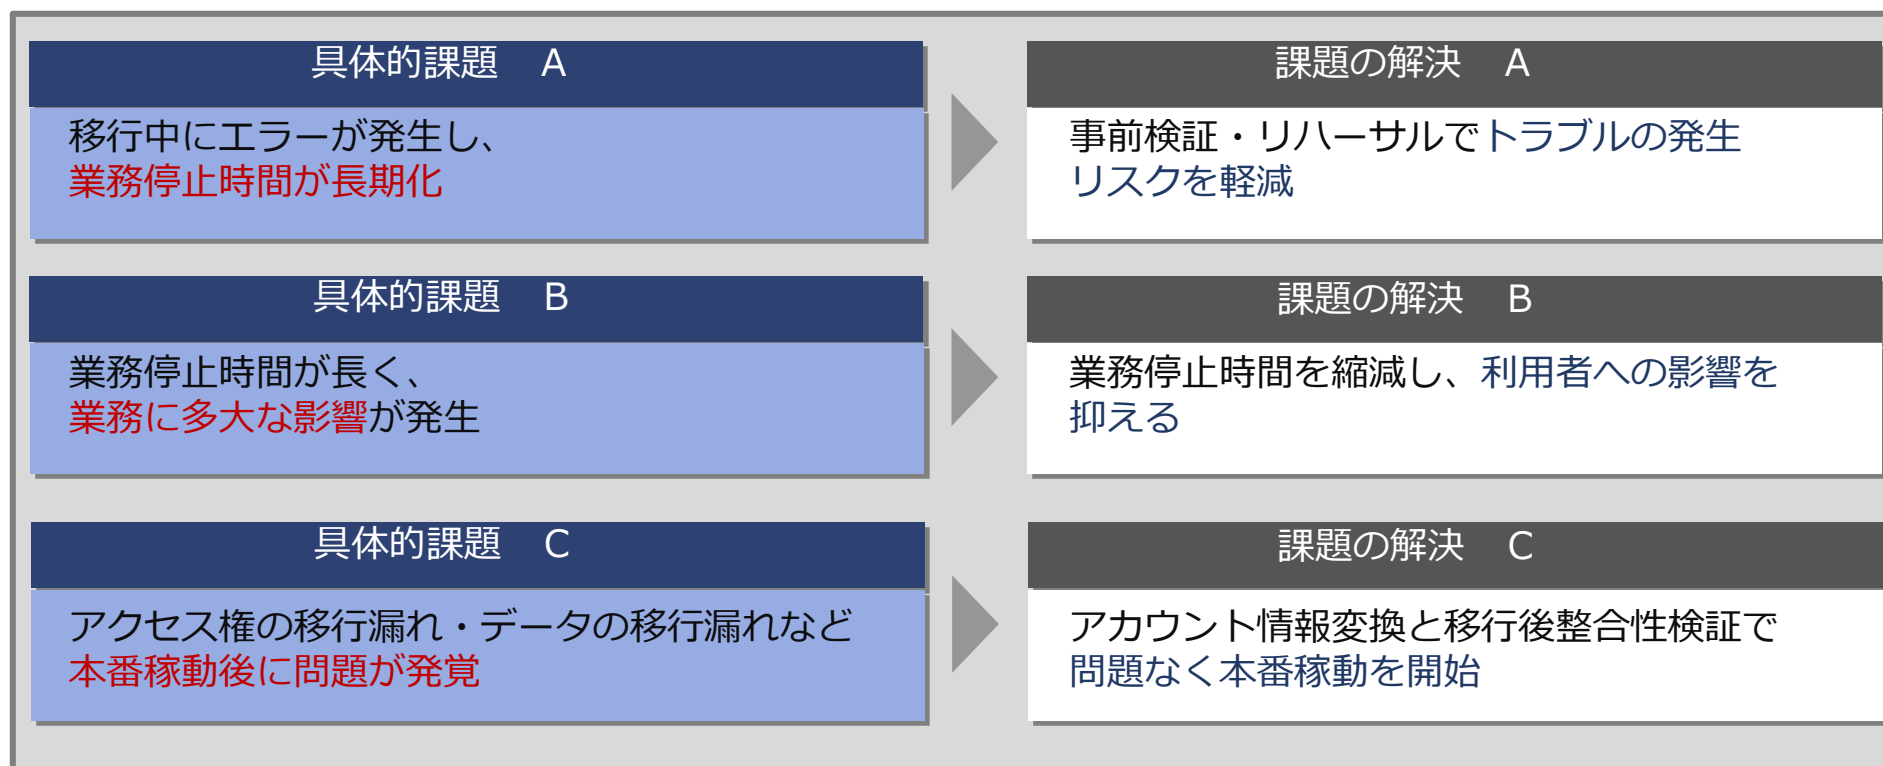 具体的課題　A
移行中にエラーが発生し、
業務停止時間が長期化
課題の解決　A
事前検証・リハーサルでトラブルの発生
リスクを軽減
具体的課題　B
業務停止時間が長く、
業務に多大な影響が発生
課題の解決　B
業務停止時間を縮減し、利用者への影響を
抑える
具体的課題　C
アクセス権の移行漏れ・データの移行漏れなど
本番稼動後に問題が発覚
課題の解決　C
アカウント情報変換と移行後整合性検証で
問題なく本番稼動を開始